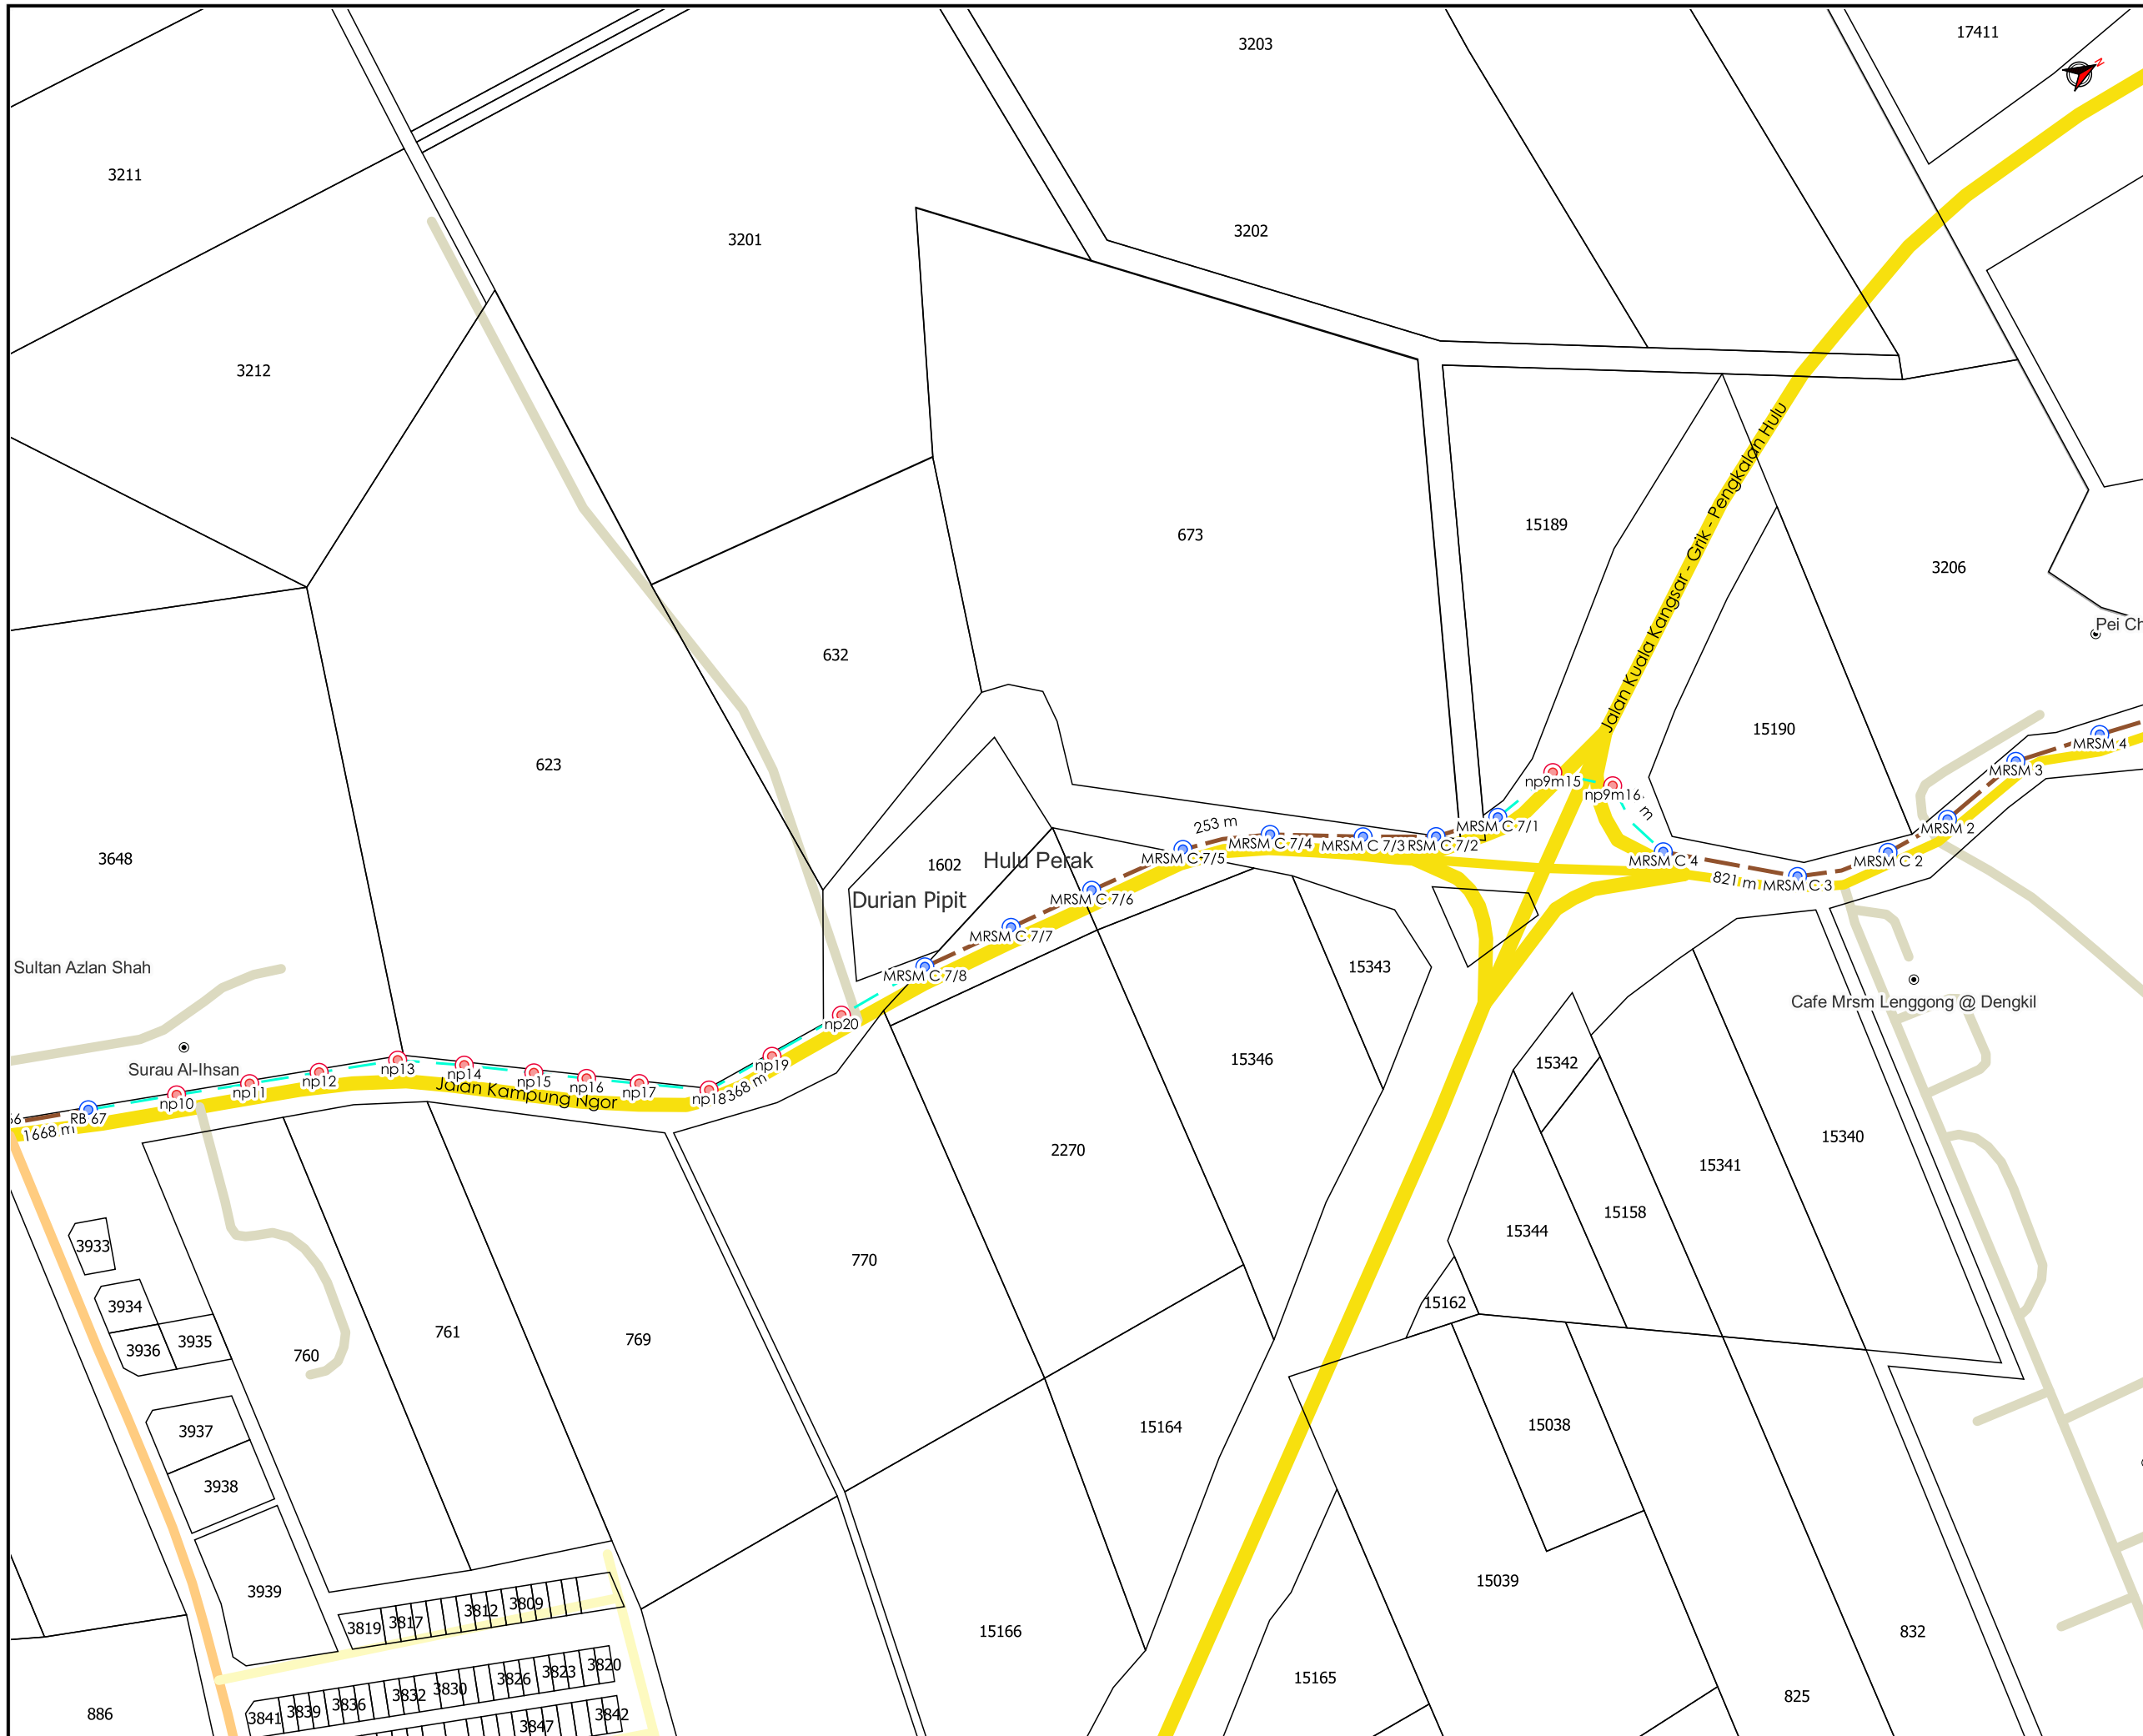 17411
3203
N
3211
3202
3201
3212
15189
673
3206
Jalan Kuala Kangsar - Grik - Pengkalan Hulu
Pei Ch
632
15190
623
MRSM 4
MRSM 3
np9m15
np9m16
m
253 m
MRSM C 7/1
MRSM 2
MRSM C 7/4
MRSM C 7/3
RSM C 7/2
MRSM C 7/5
3648
1602
Hulu Perak
MRSM C 4
MRSM C 2
821 m
MRSM C 3
Durian Pipit
MRSM C 7/6
MRSM C 7/7
Sultan Azlan Shah
MRSM C 7/8
15343
Cafe Mrsm Lenggong @ Dengkil
np20
Surau Al-Ihsan
15346
15342
np19
np13
np14
np15
np16
np17
np18
368 m
np12
np11
np10
Jalan Kampung Ngor
66
RB 67
1668 m
2270
15340
15341
15158
15344
3933
770
15162
3934
3935
3936
761
769
760
15164
15038
3937
3938
3939
15039
3819
3817
3812
3809
15166
832
15165
825
3841
3839
3836
3832
3830
3826
3823
3820
886
3847
3842